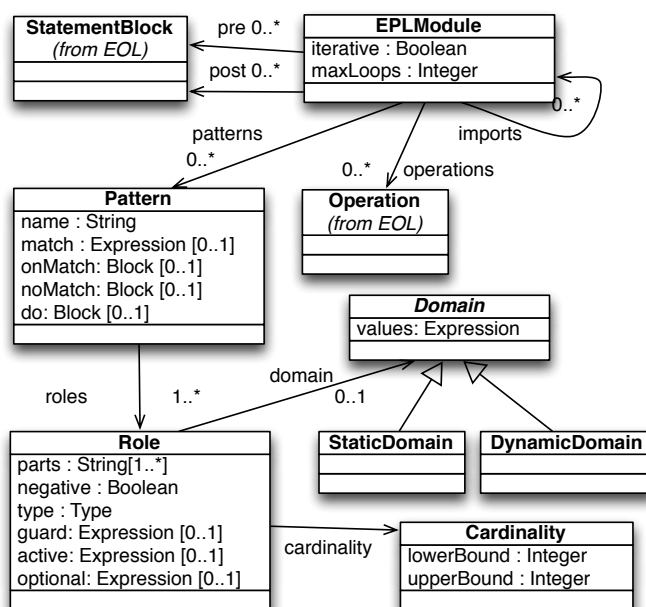 StatementBlock
(from EOL)
pre 0..*
post 0..*
EPLModule
iterative : Boolean
maxLoops : Integer
0..*
imports
patterns
0..*
0..*
operations
Pattern
name : String
match : Expression [0..1]
onMatch: Block [0..1]
noMatch: Block [0..1]
do: Block [0..1]
Operation
(from EOL)
Domain
values: Expression
roles
1..*
domain
0..1
StaticDomain
DynamicDomain
Role
parts : String[1..*]
negative : Boolean
type : Type
guard: Expression [0..1]
active: Expression [0..1]
optional: Expression [0..1]
cardinality
Cardinality
lowerBound : Integer
upperBound : Integer